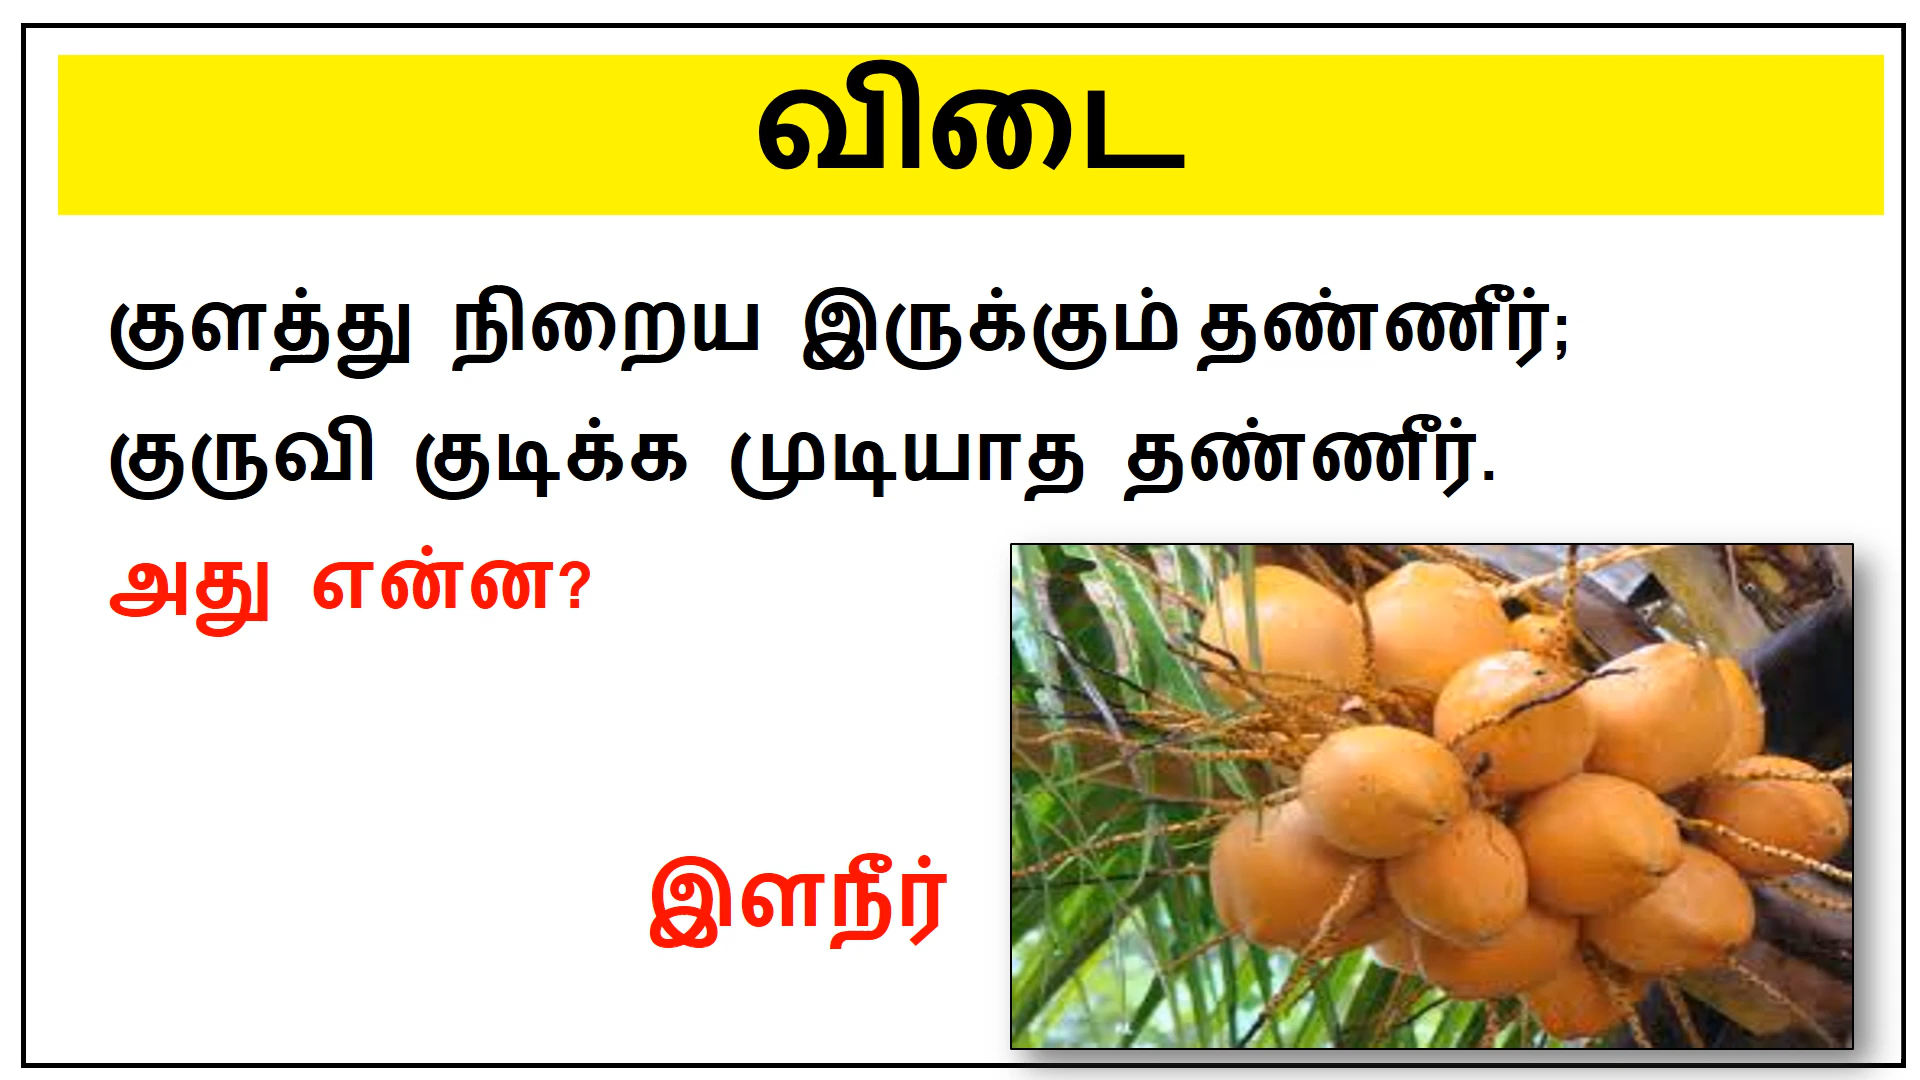 விடை
குளத்து நிறைய இருக்கும் தண்ணீர்;
குருவி குடிக்க முடியாத தண்ணீர்.
அது என்ன?
இளநீர்